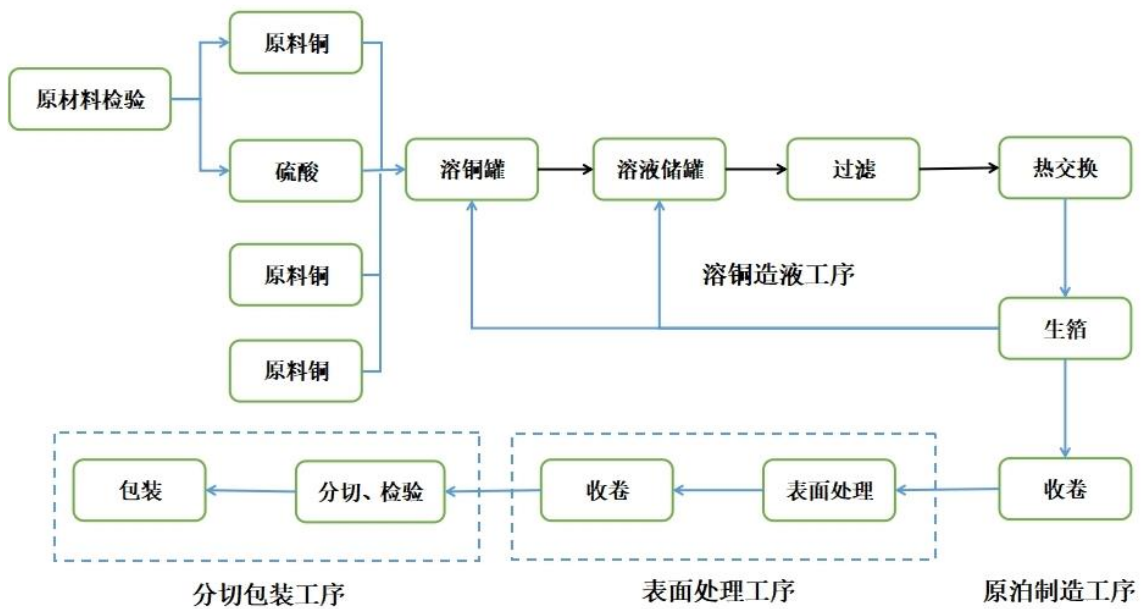 原料铜
原材料检验
硫酸
溶铜罐
溶液储罐
过滤
热交换
原料铜
溶铜造液工序
生箔
原料铜
包装
分切、检验
收卷
表面处理
收卷
分切包装工序
表面处理工序
原泊制造工序